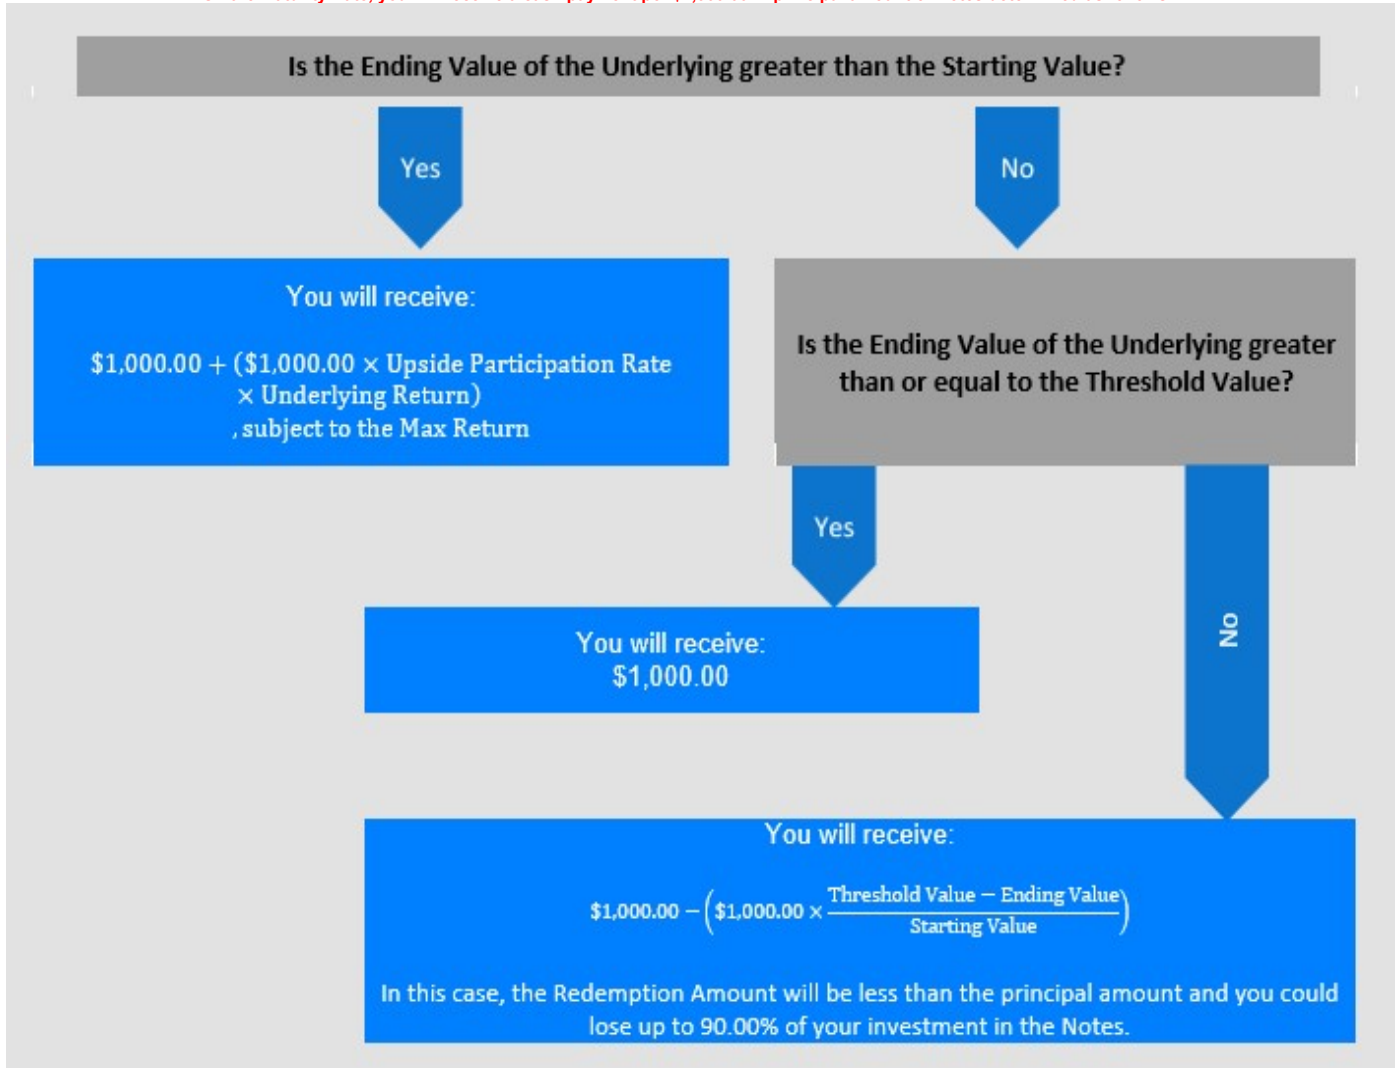 Is the Ending Value of the Underlying greater than the Starting Value?
Yes
No
You will receive:
$1,000.00 + ($1,000.00 × Upside Participation Rate
× Underlying Return)
, subject to the Max Return
Is the Ending Value of the Underlying greater
than or equal to the Threshold Value?
Yes
No
You will receive:
$1,000.00
You will receive:
$1,000.00 − ($1,000.00 × (Threshold Value − Ending Value) / Starting Value)
In this case, the Redemption Amount will be less than the principal amount and you could
lose up to 90.00% of your investment in the Notes.